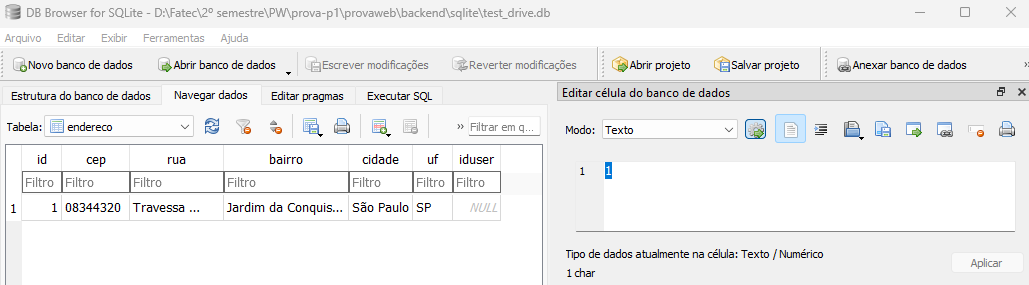 DB Browser for SQLite - D:\Fatec\2º semestre\PW\prova-p1\provaweb\backend\sqlite\test_drive.db
Arquivo Editar Exibir Ferramentas Ajuda
Novo banco de dados Abrir banco de dados Escrever modificações Reverter modificações Abrir projeto Salvar projeto Anexar banco de dados »
Estrutura do banco de dados Navegar dados Editar pragmas Executar SQL
Tabela: endereco » Filtrar em q...
id cep rua bairro cidade uf iduser
Filtro Filtro Filtro Filtro Filtro Filtro Filtro
1 1 08344320 Travessa ... Jardim da Conquis... São Paulo SP NULL
Editar célula do banco de dados
Modo: Texto
1 1
Tipo de dados atualmente na célula: Texto / Numérico
1 char
Aplicar